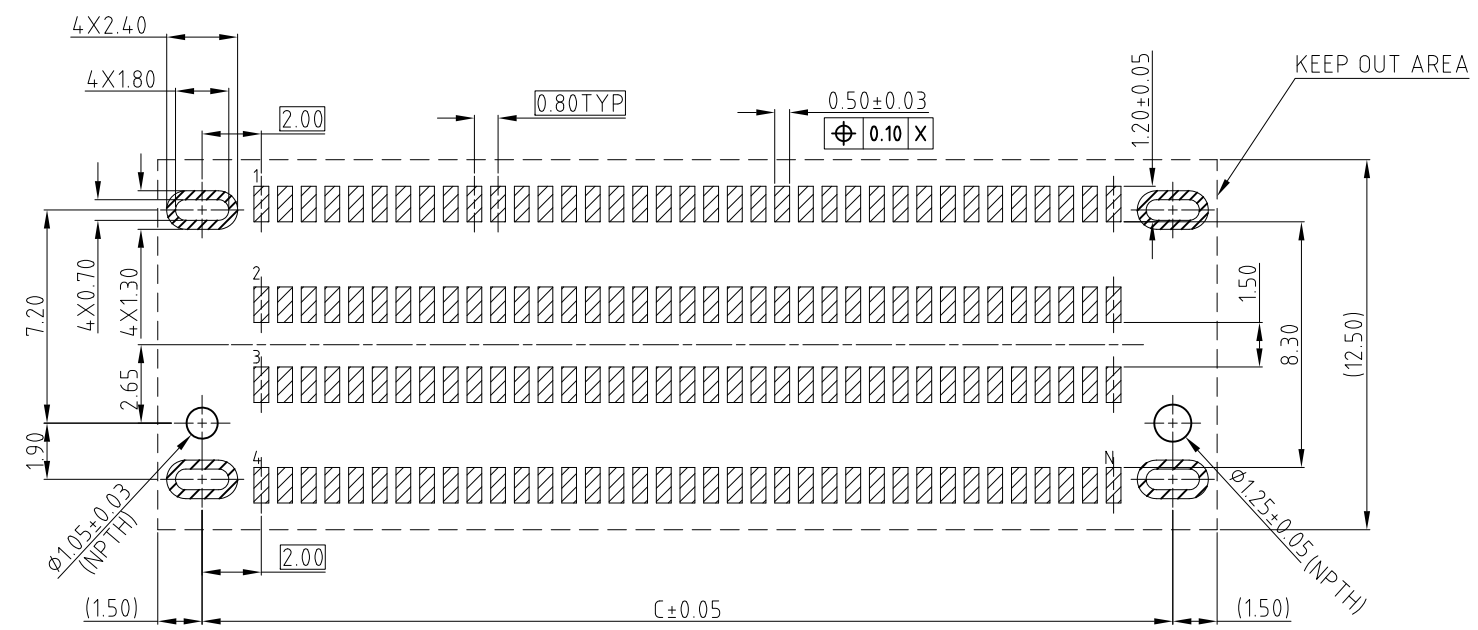 4X2.40
4X1.80
2.00
0.80TYP
0.50±0.03
⌖ 0.10 X
1.20±0.05
KEEP OUT AREA
1
2
3
4
N
7.20
4X0.70
4X1.30
2.65
1.90
1.50
8.30
(12.50)
Ø1.05±0.03
(NPTH)
Ø1.25±0.05(NPTH)
2.00
(1.50)
C±0.05
(1.50)